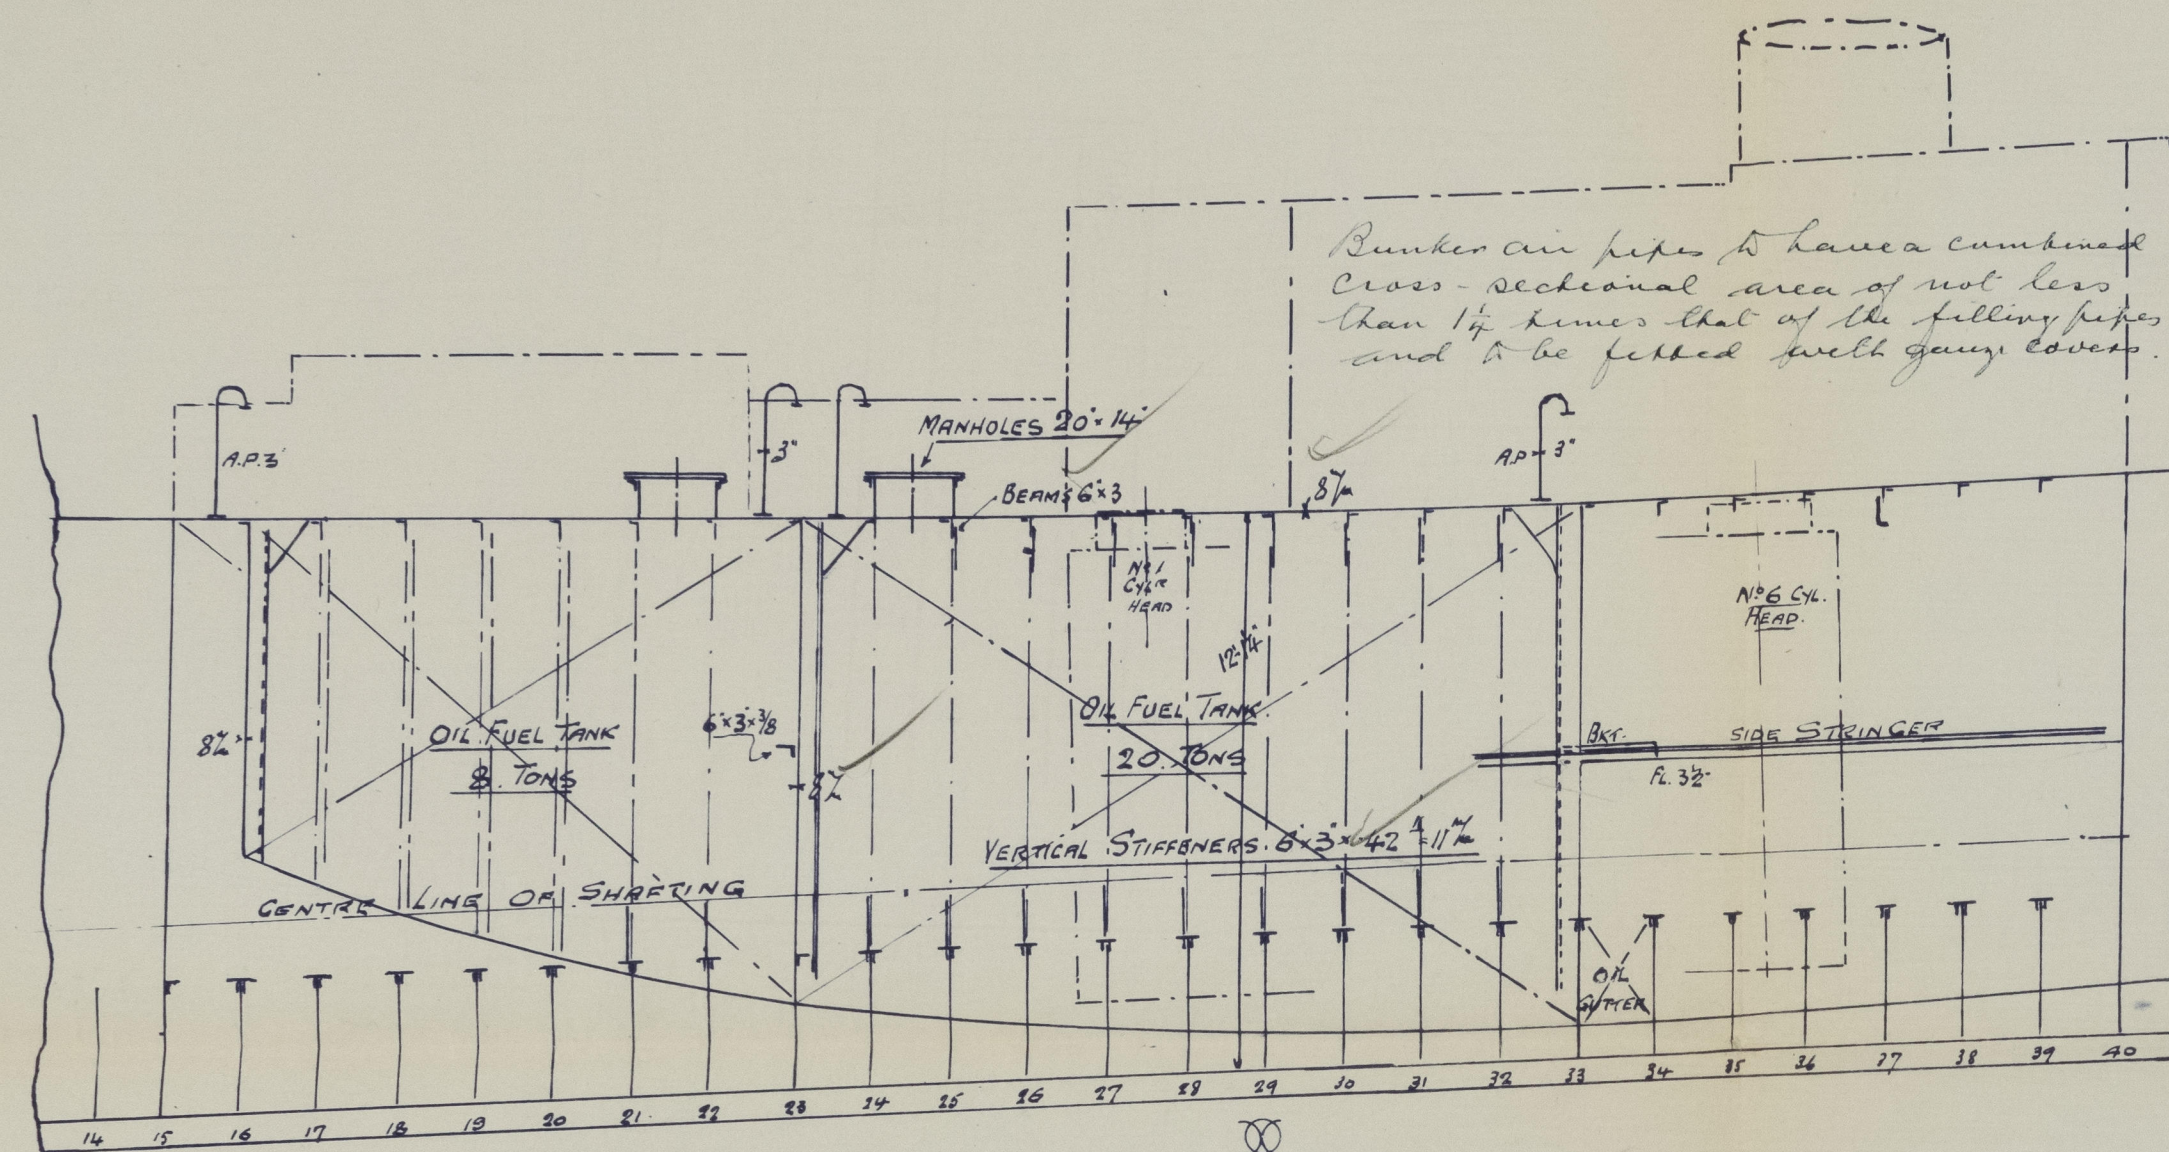 Bunker air pipes to have a combined
cross-sectional area of not less
than 1¼ times that of the filling pipes
and to be fitted with gauze covers.
A.P. 3"
3"
MANHOLES 20" × 14"
BEAMS 6" × 3
8 m/m
A.P. 3"
No 1
CYLR
HEAD
No 6 CYL.
HEAD.
8 m/m
OIL FUEL TANK
8 TONS
6" × 3" × 3/8
8 m/m
OIL FUEL TANK
20 TONS
BKT.
SIDE STRINGER
FL. 3½"
VERTICAL STIFFENERS. 6" × 3" × .42" = 11 m/m
CENTRE LINE OF SHAFTING
OIL
GUTTER
14 15 16 17 18 19 20 21. 22 23 24 25 26 27 28 29 30 31 32 33 34 35 36 37 38 39 40